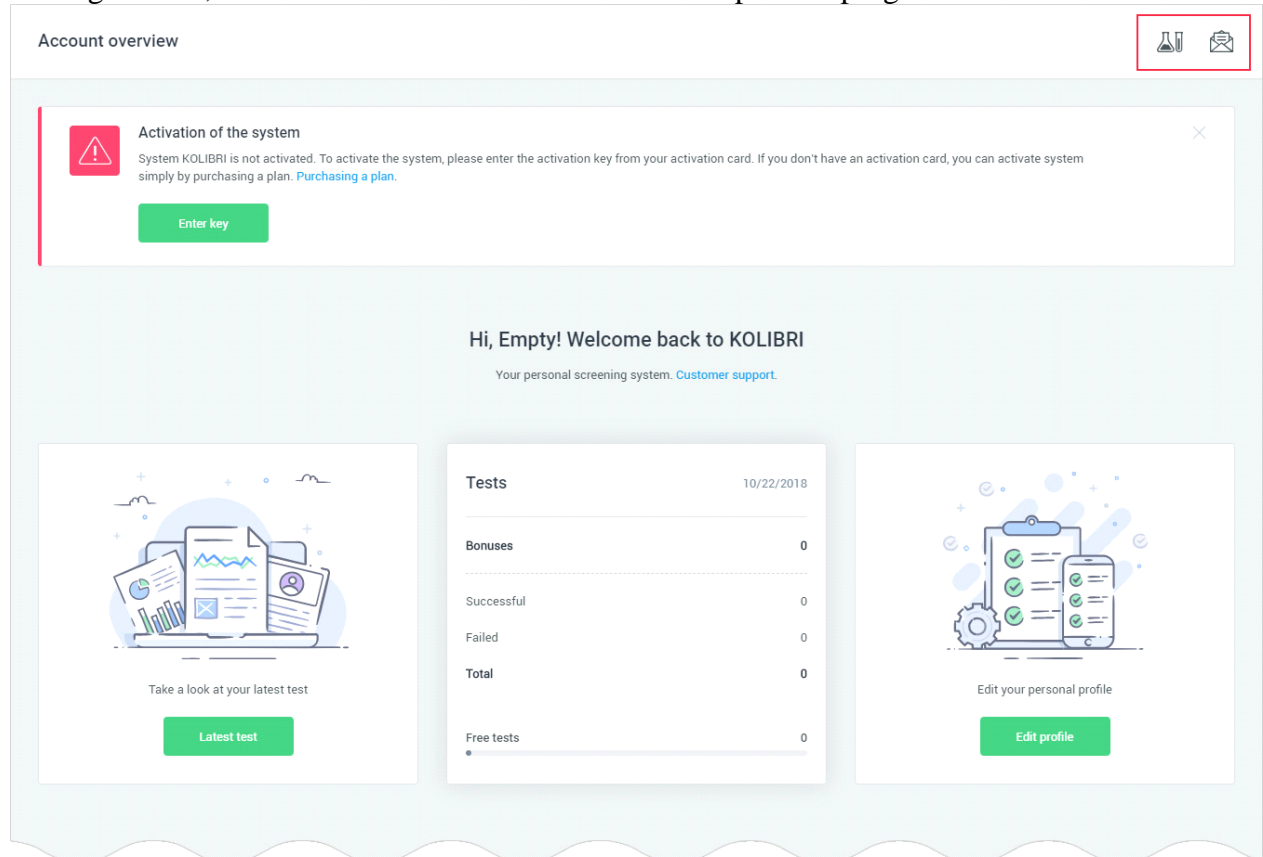 Account overview
Activation of the system
System KOLIBRI is not activated. To activate the system, please enter the activation key from your activation card. If you don't have an activation card, you can activate system
simply by purchasing a plan. Purchasing a plan.
Enter key
Hi, Empty! Welcome back to KOLIBRI
Your personal screening system. Customer support.
Tests 10/22/2018
Bonuses 0
Successful 0
Failed 0
Total 0
Free tests 0
Take a look at your latest test
Latest test
Edit your personal profile
Edit profile